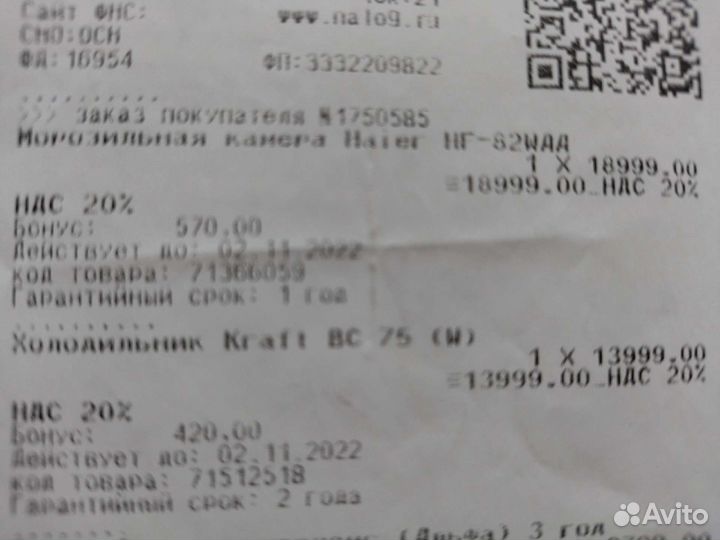 Сайт ФНС:
www.nalog.ru
СНО:ОСН
ФД:16954 ФП:3332209822
..........
>>> Заказ покупателя №1750585
Морозильная камера Haier HF-82WAA
1 X 18999.00
=18999.00_НДС 20%
НДС 20%
Бонус: 570.00
Действует до: 02.11.2022
код товара: 71366059
Гарантийный срок: 1 год
..........
Холодильник Kraft BC 75 (W)
1 X 13999.00
=13999.00_НДС 20%
НДС 20%
Бонус: 420.00
Действует до: 02.11.2022
код товара: 71512518
Гарантийный срок: 2 года
(Альфа) 3 год
Avito